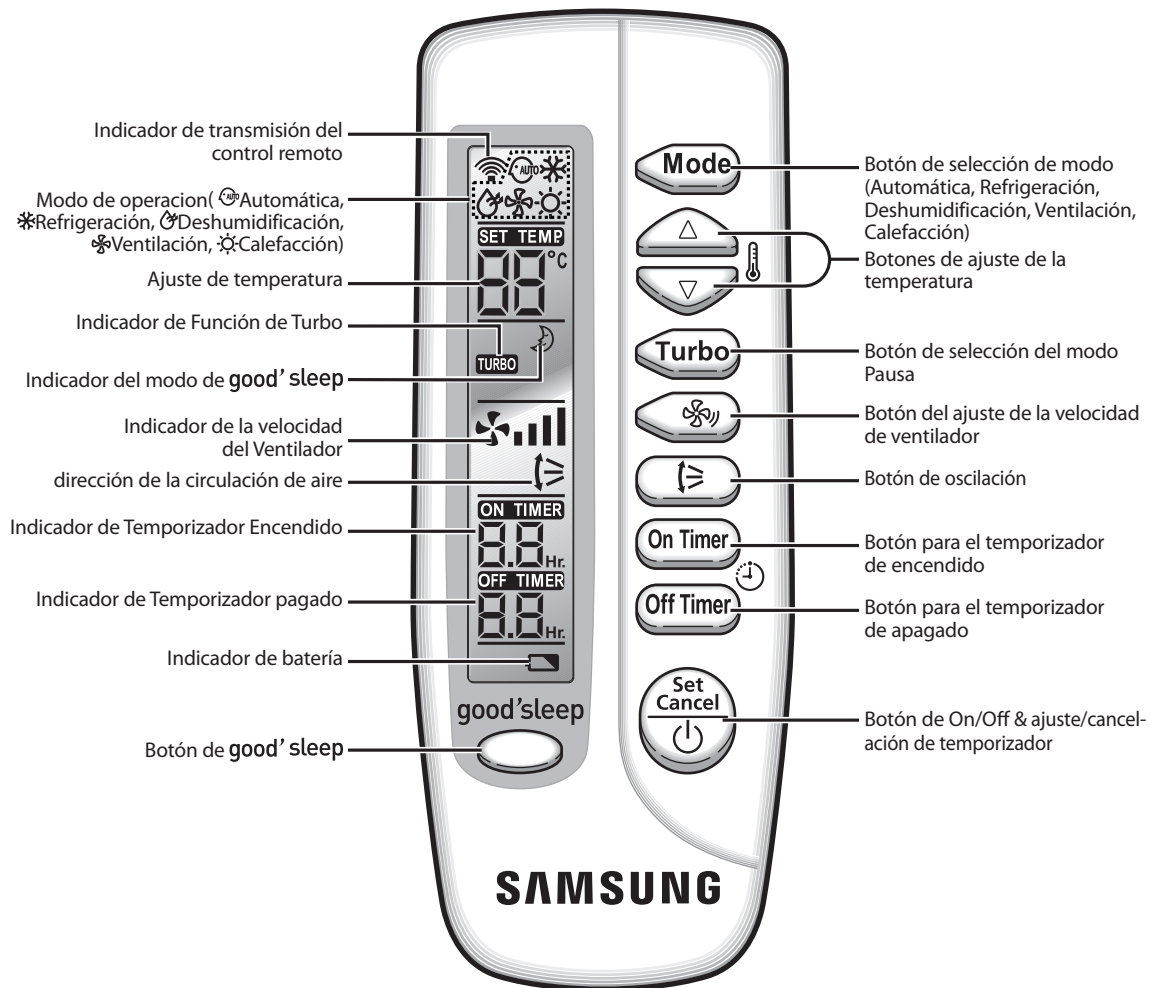 Indicador de transmisión del
control remoto
Modo de operacion( AUTO Automática,
Refrigeración, Deshumidificación,
Ventilación, Calefacción)
Ajuste de temperatura
Indicador de Función de Turbo
Indicador del modo de good' sleep
Indicador de la velocidad
del Ventilador
dirección de la circulación de aire
Indicador de Temporizador Encendido
Indicador de Temporizador pagado
Indicador de batería
Botón de good' sleep
AUTO
SET TEMP
88°C
TURBO
ON TIMER
8.8 Hr.
OFF TIMER
8.8 Hr.
good'sleep
Mode
Turbo
On Timer
Off Timer
Set
Cancel
SAMSUNG
Botón de selección de modo
(Automática, Refrigeración,
Deshumidificación, Ventilación,
Calefacción)
Botones de ajuste de la
temperatura
Botón de selección del modo
Pausa
Botón del ajuste de la velocidad
de ventilador
Botón de oscilación
Botón para el temporizador
de encendido
Botón para el temporizador
de apagado
Botón de On/Off & ajuste/cancel-
ación de temporizador